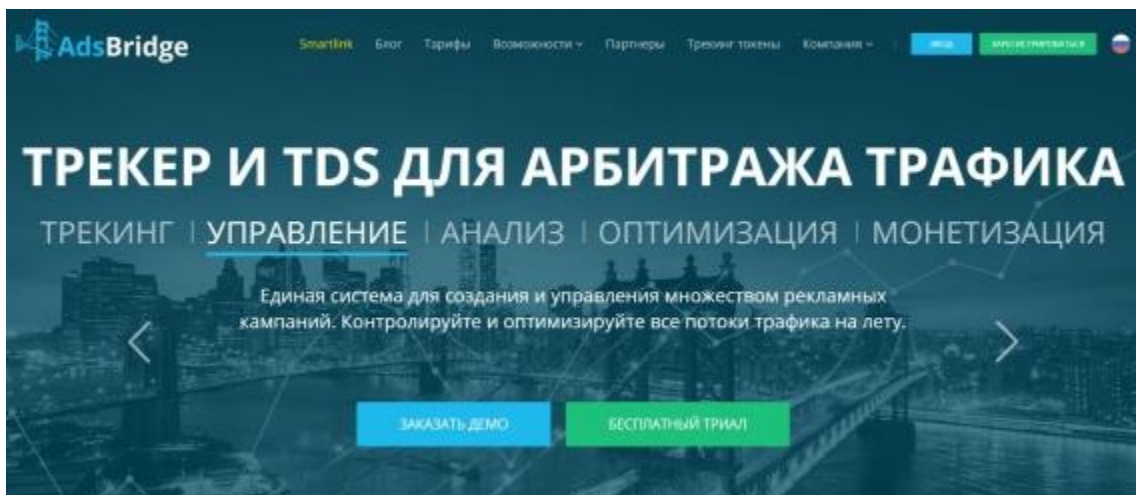 AdsBridge
Smartlink Блог Тарифы Возможности Партнеры Трекинг токены Компания ВХОД ЗАРЕГИСТРИРОВАТЬСЯ
ТРЕКЕР И TDS ДЛЯ АРБИТРАЖА ТРАФИКА
ТРЕКИНГ | УПРАВЛЕНИЕ | АНАЛИЗ | ОПТИМИЗАЦИЯ | МОНЕТИЗАЦИЯ
Единая система для создания и управления множеством рекламных
кампаний. Контролируйте и оптимизируйте все потоки трафика на лету.
ЗАКАЗАТЬ ДЕМО БЕСПЛАТНЫЙ ТРИАЛ